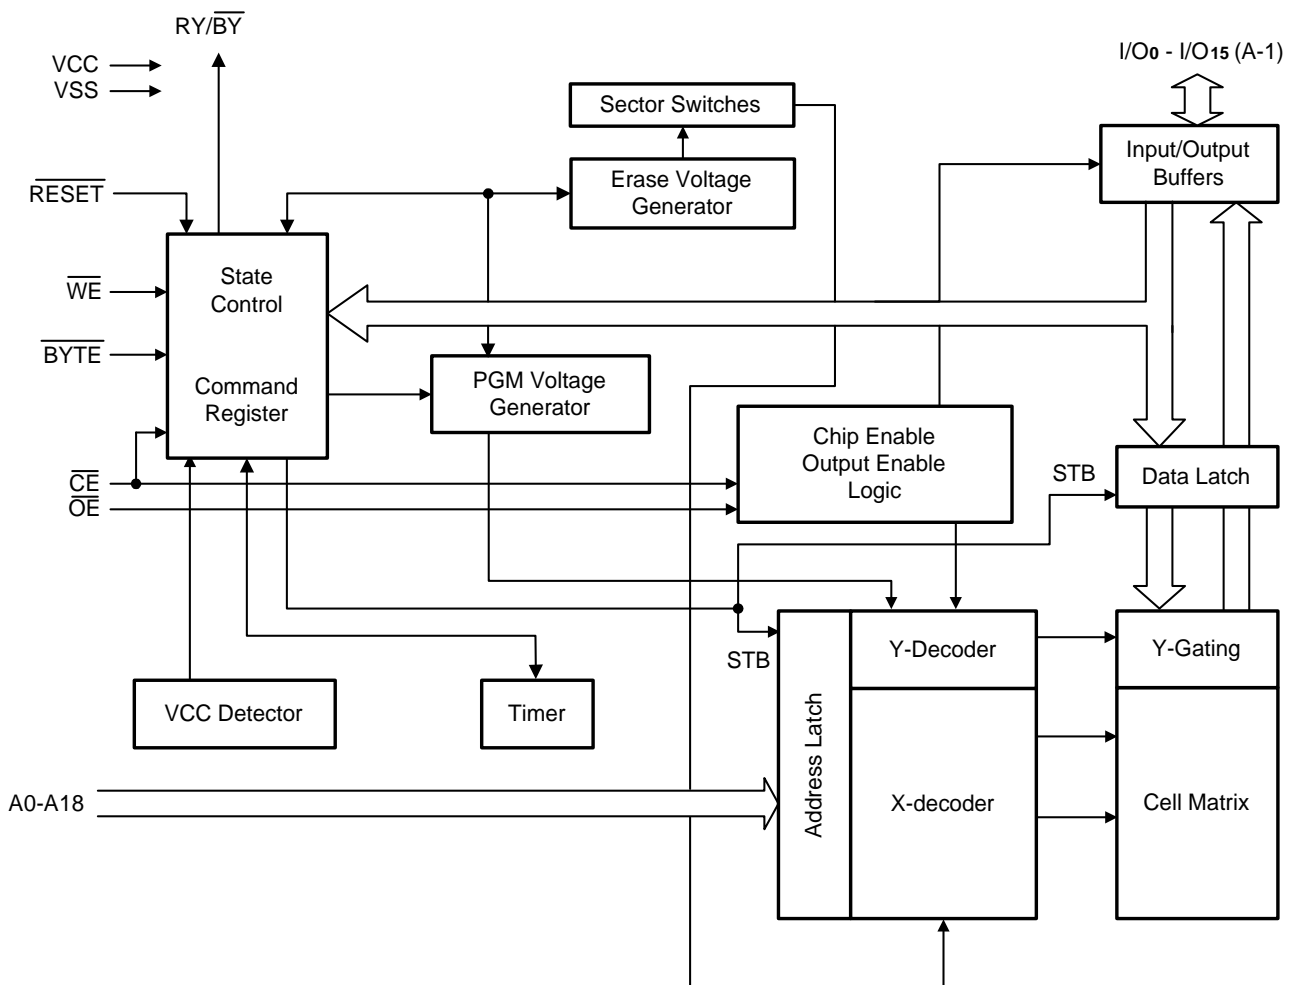 RY/BY
VCC
VSS
I/O0 - I/O15 (A-1)
Sector Switches
Input/Output
Buffers
Erase Voltage
Generator
RESET
State
Control
WE
BYTE
Command
Register
PGM Voltage
Generator
Chip Enable
Output Enable
Logic
CE
OE
STB
Data Latch
STB
Y-Decoder
Y-Gating
VCC Detector
Timer
Address Latch
A0-A18
X-decoder
Cell Matrix